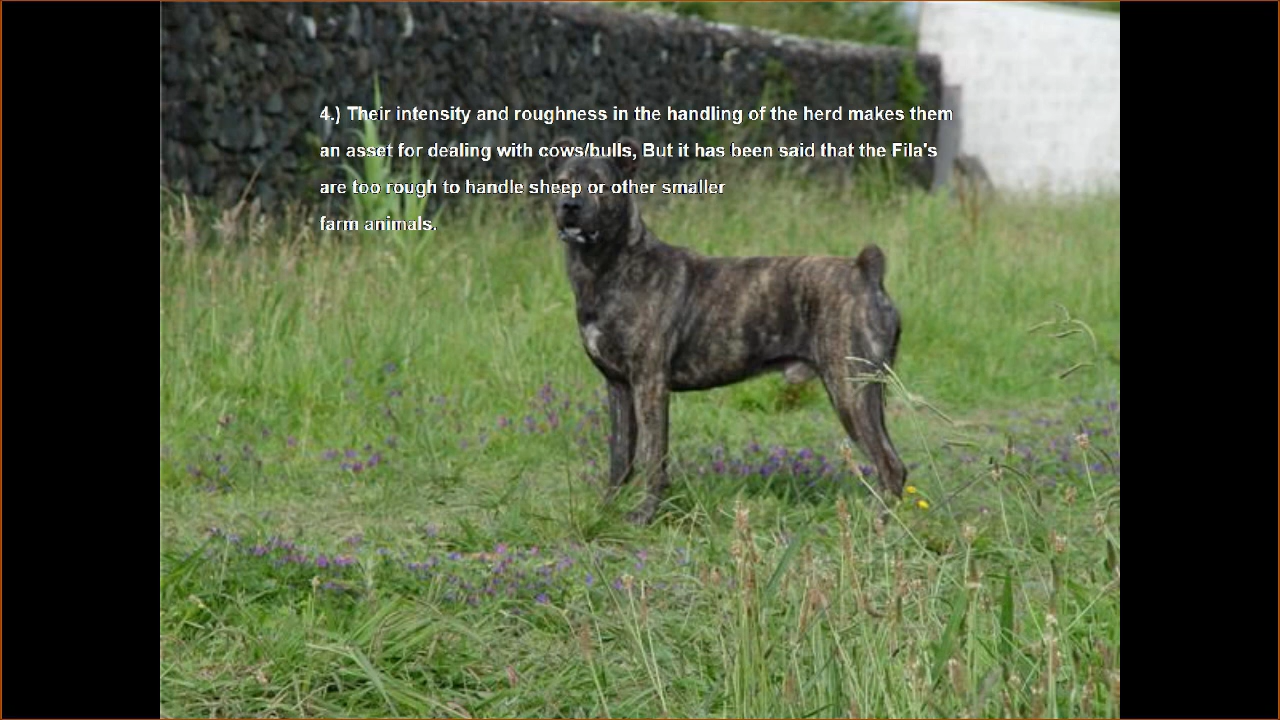 4.) Their intensity and roughness in the handling of the herd makes them
an asset for dealing with cows/bulls, But it has been said that the Fila's
are too rough to handle sheep or other smaller
farm animals.